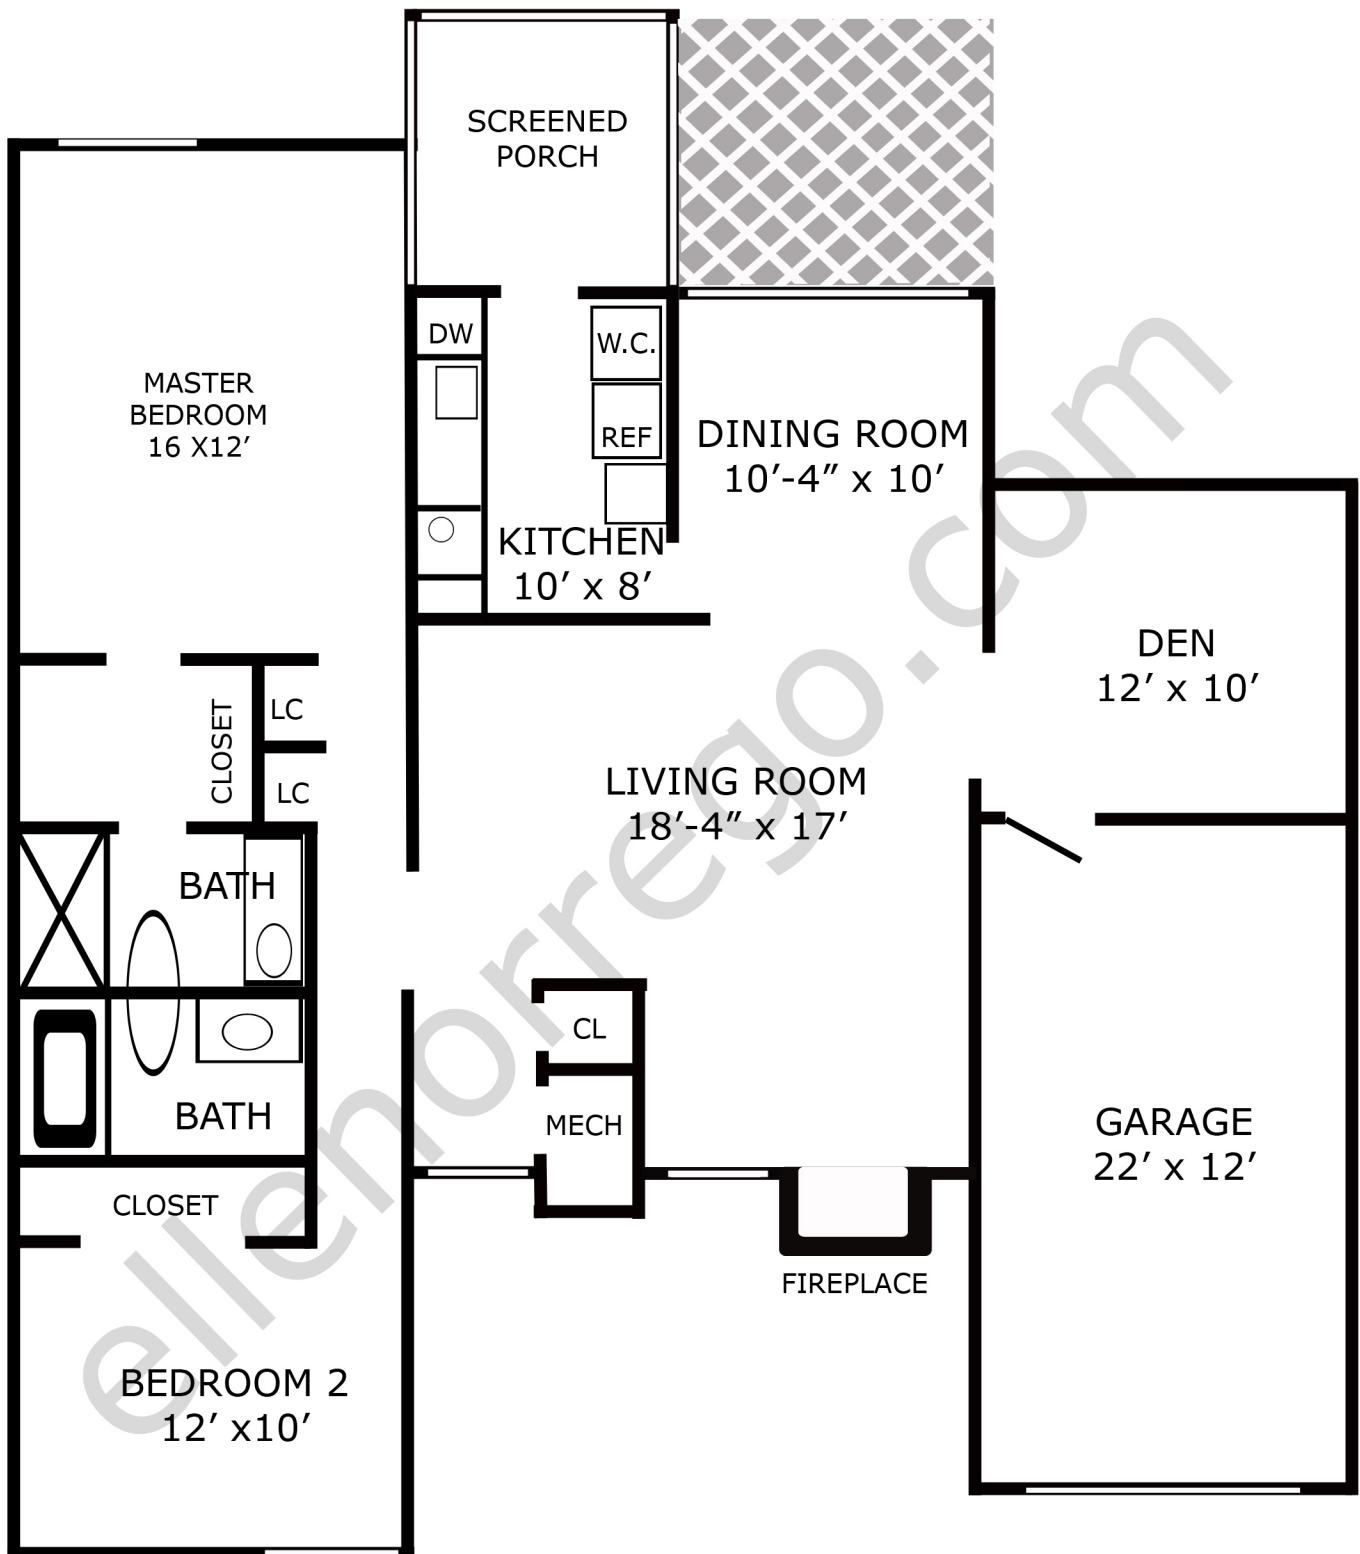 SCREENED
PORCH
DW
W.C.
MASTER
BEDROOM
16 X12’
REF
DINING ROOM
10’-4” x 10’
KITCHEN
10’ x 8’
DEN
12’ x 10’
CLOSET
LC
LC
LIVING ROOM
18’-4” x 17’
BATH
CL
BATH
MECH
GARAGE
22’ x 12’
CLOSET
FIREPLACE
BEDROOM 2
12’ x10’
ellenorrego.com